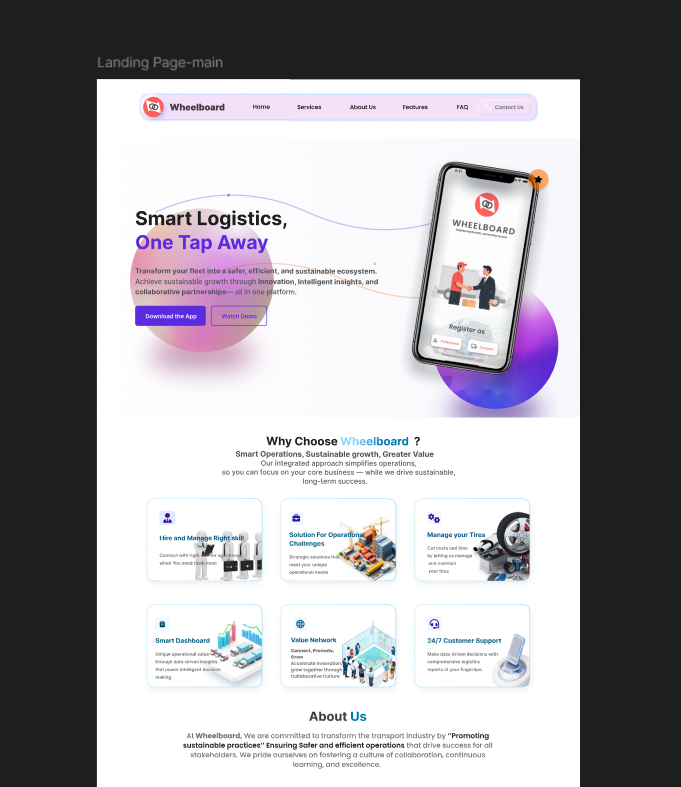 Landing Page-main
Wheelboard Home Services About Us Features FAQ Contact Us
Smart Logistics,
One Tap Away
Transform your fleet into a safer, efficient, and sustainable ecosystem.
Achieve sustainable growth through Innovation, Intelligent insights, and
collaborative partnerships— all in one platform.
Download the App Watch Demo
WHEELBOARD
Register as
Why Choose Wheelboard ?
Smart Operations, Sustainable growth, Greater Value
Our integrated approach simplifies operations,
so you can focus on your core business — while we drive sustainable,
long-term success.
Hire and Manage Right skill
Connect with right for operations
when You need them most
Solution For Operational
Challenges
Strategic solutions that
meet your unique
operational needs
Manage your Tires
Cut costs and time
by letting us manage
and maintain
your tires
Smart Dashboard
Unique operational value
through data-driven insights
that power intelligent decision
making
Value Network
Connect, Promote,
Grow
Accelerate innovation,
grow together through
Collaborative Culture
24/7 Customer Support
Make data-driven decisions with
comprehensive logistics
reports at your fingertips.
About Us
At Wheelboard, We are committed to transform the transport industry by "Promoting
sustainable practices" Ensuring Safer and efficient operations that drive success for all
stakeholders. We pride ourselves on fostering a culture of collaboration, continuous
learning, and excellence.